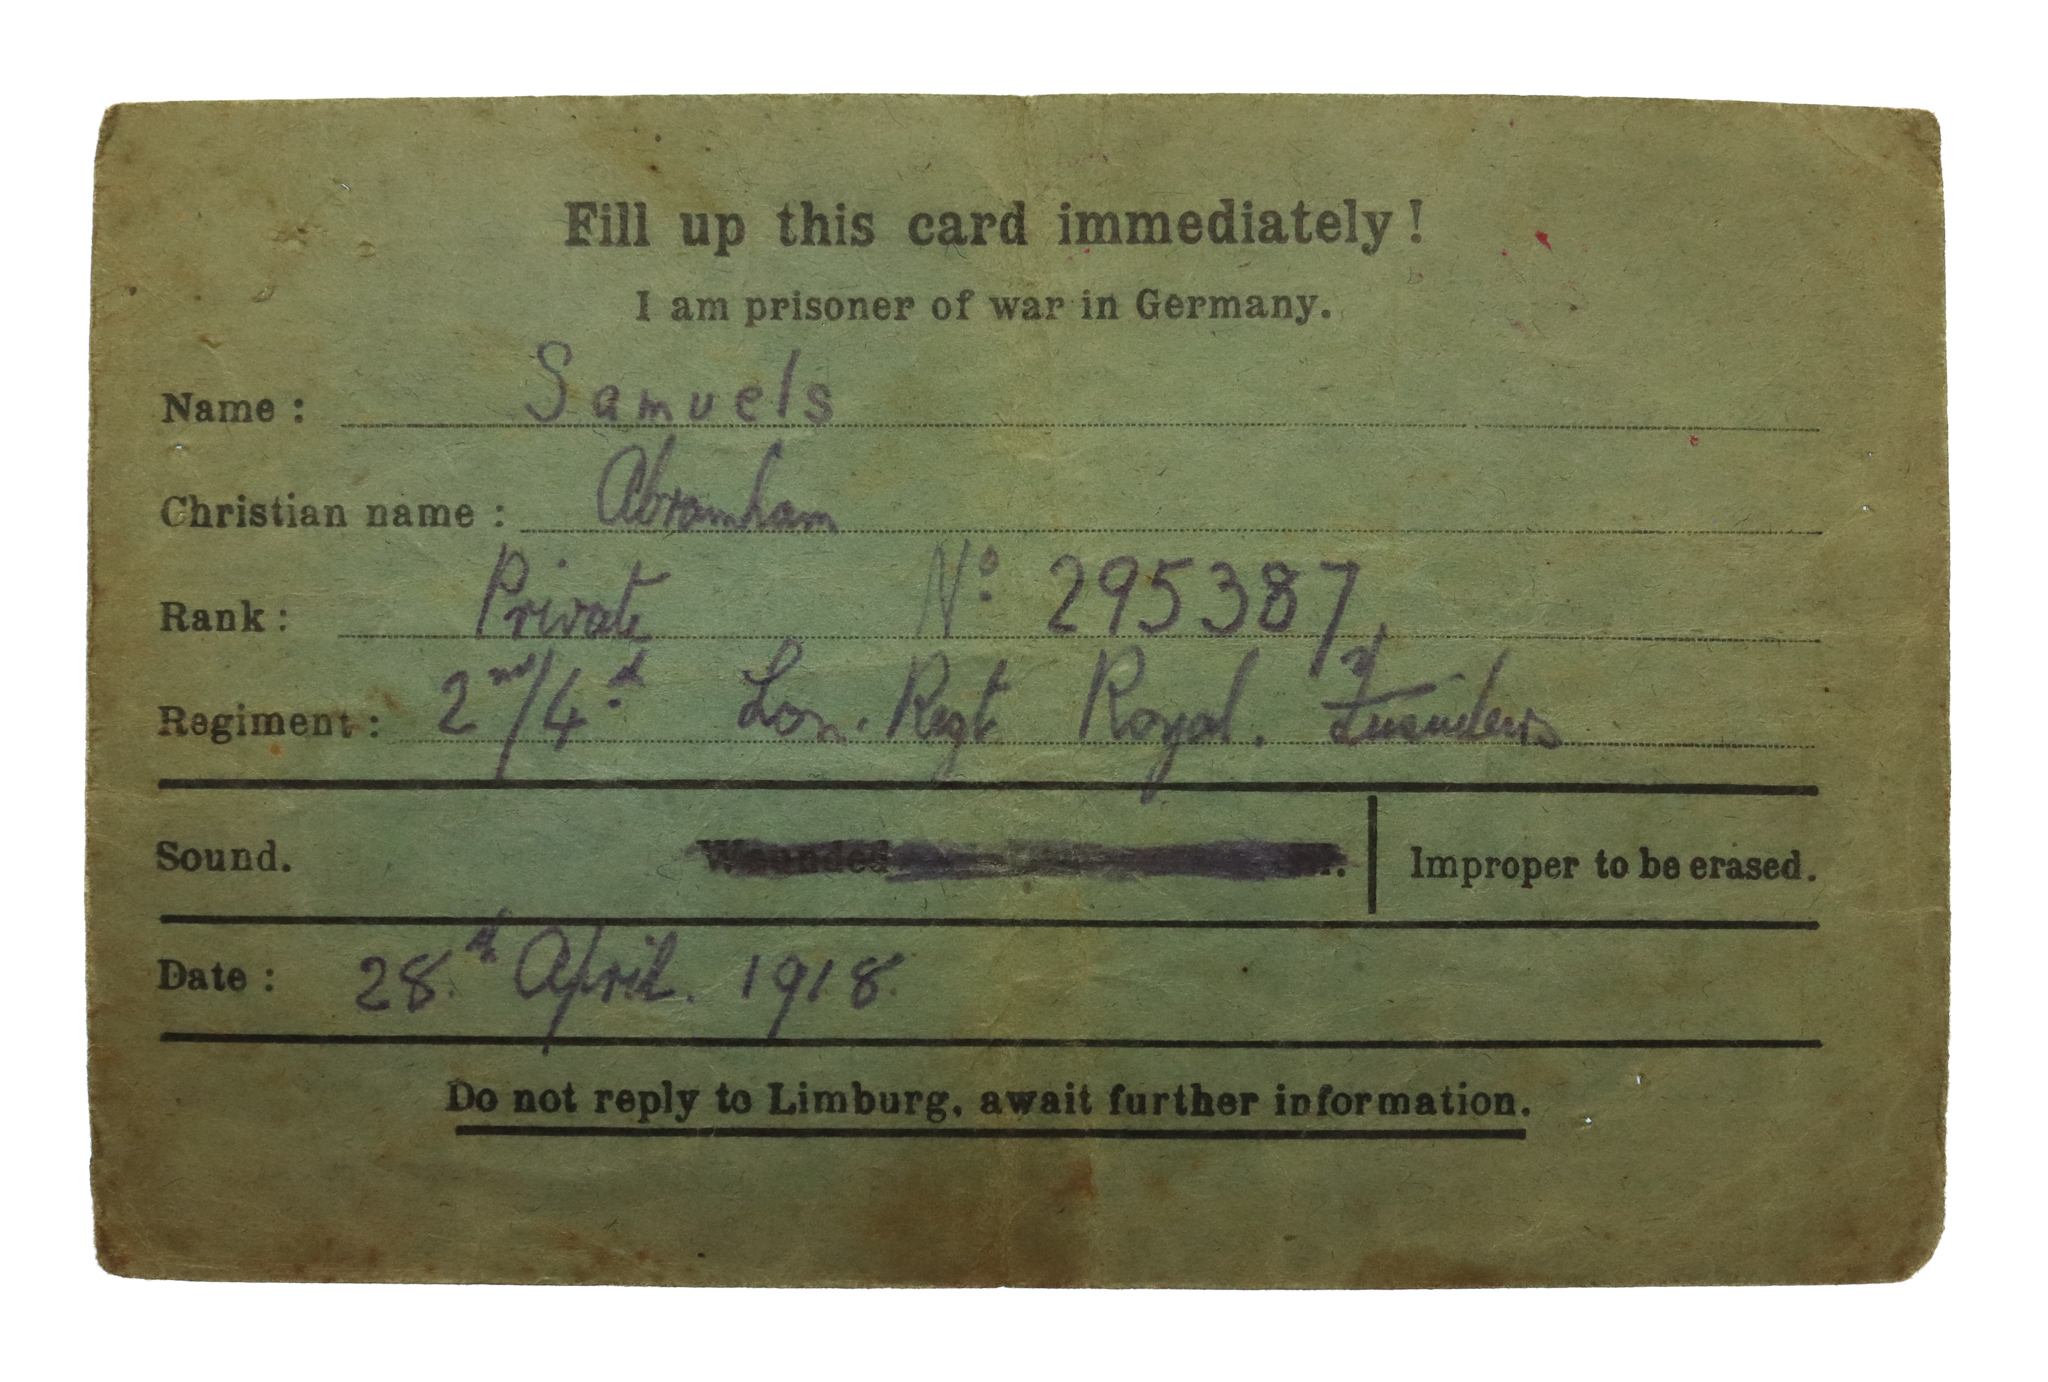 Fill up this card immediately!
I am prisoner of war in Germany.
Name: Samuels
Christian name: Abramham
Rank: Private Nº 295387,
Regiment: 2nd/4th Lon. Regt Royal. Fusiliers
Sound. Wounded Improper to be erased.
Date: 28th April. 1918.
Do not reply to Limburg, await further information.